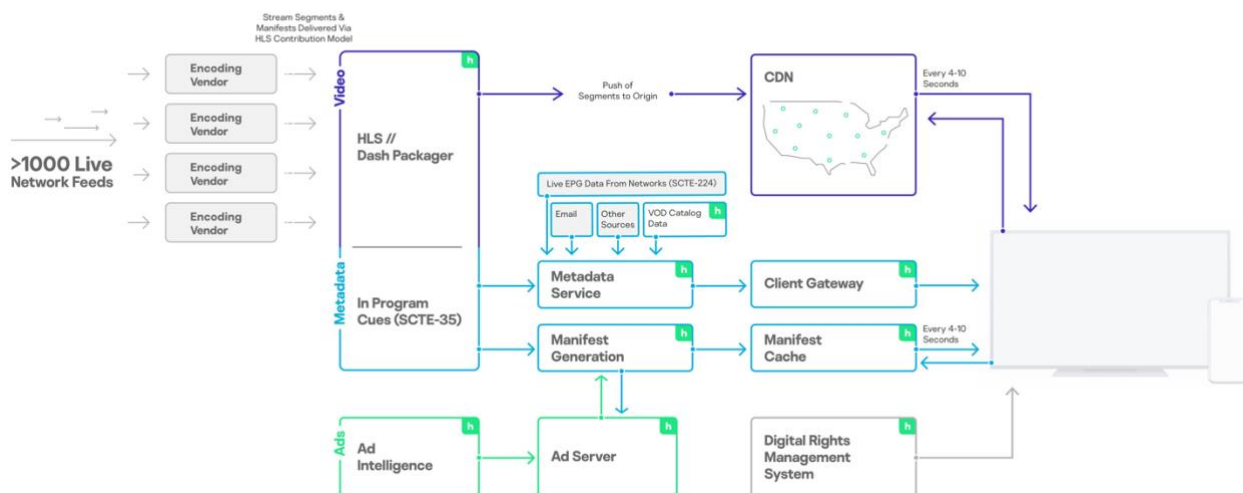 Stream Segments &
Manifests Delivered Via
HLS Contribution Model
>1000 Live
Network Feeds
Encoding
Vendor
Encoding
Vendor
Encoding
Vendor
Encoding
Vendor
Video
h
HLS //
Dash Packager
Metadata
In Program
Cues (SCTE-35)
Push of
Segments to Origin
CDN
Every 4-10
Seconds
Live EPG Data From Networks (SCTE-224)
Email
Other
Sources
VOD Catalog
Data
h
Metadata
Service
h
Client Gateway
h
Manifest
Generation
h
Manifest
Cache
h
Every 4-10
Seconds
Ads
Ad
Intelligence
h
Ad Server
h
Digital Rights
Management
System
h